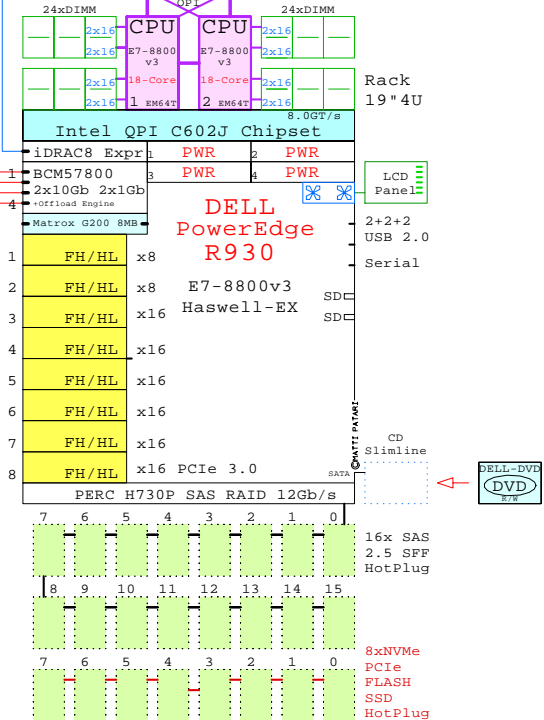 QPI
24xDIMM 24xDIMM
CPU CPU
2x16 2x16
E7-8800 v3 E7-8800 v3
2x16 18-Core 18-Core 2x16
2x16 1 EM64T 2 EM64T 2x16
Rack
19"4U
8.0GT/s
Intel QPI C602J Chipset
iDRAC8 Expr 1 PWR 2 PWR
1 BCM57800 3 PWR 4 PWR
2x10Gb 2x1Gb
4 +Offload Engine
Matrox G200 8MB
LCD
Panel
DELL
PowerEdge
R930
2+2+2
USB 2.0
Serial
E7-8800v3
Haswell-EX
SD
SD
1 FH/HL x8
2 FH/HL x8
3 FH/HL x16
4 FH/HL x16
5 FH/HL x16
6 FH/HL x16
7 FH/HL x16
8 FH/HL x16 PCIe 3.0
©MATTI PATARI
SATA
CD
Slimline
DELL-DVD
DVD
R/W
PERC H730P SAS RAID 12Gb/s
7 6 5 4 3 2 1 0
16x SAS
2.5 SFF
HotPlug
8 9 10 11 12 13 14 15
7 6 5 4 3 2 1 0
8xNVMe
PCIe
FLASH
SSD
HotPlug